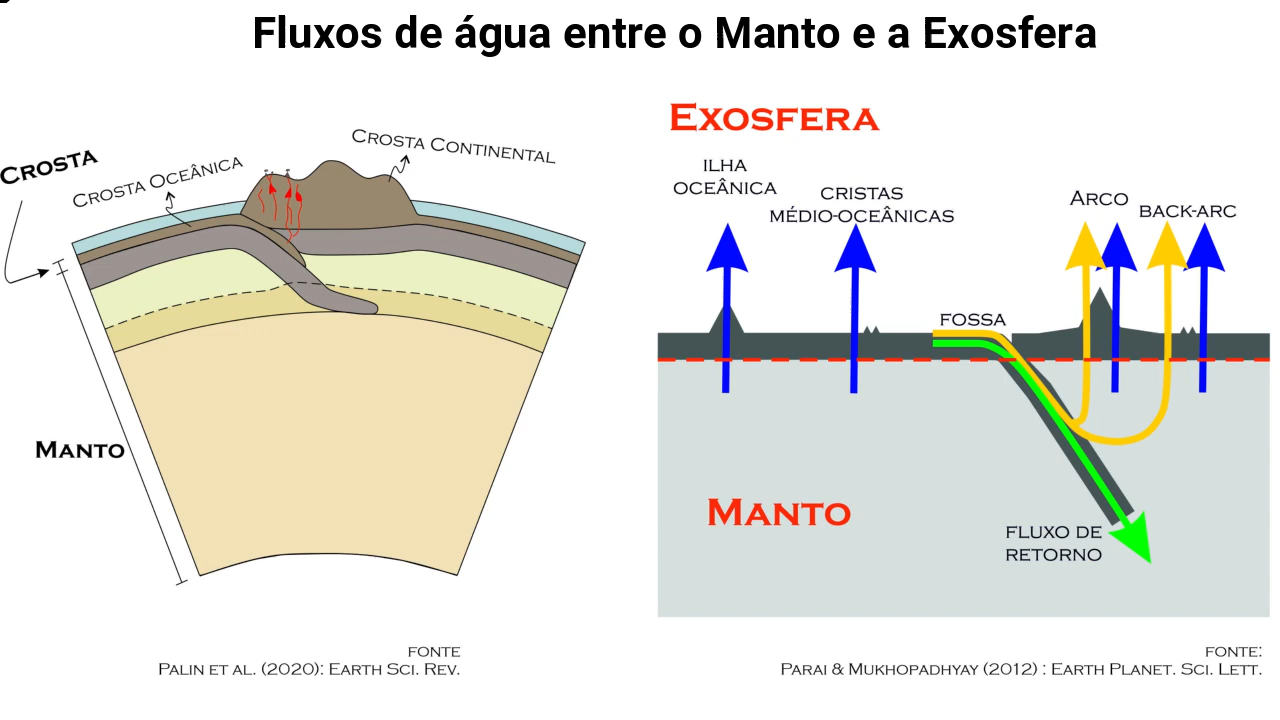 Fluxos de água entre o Manto e a Exosfera
Crosta
Crosta Oceânica
Crosta Continental
Manto
FONTE
Palin et al. (2020): Earth Sci. Rev.
Exosfera
ILHA
OCEÂNICA
CRISTAS
MÉDIO-OCEÂNICAS
Arco
BACK-ARC
FOSSA
Manto
FLUXO DE
RETORNO
FONTE:
Parai & Mukhopadhyay (2012) : Earth Planet. Sci. Lett.